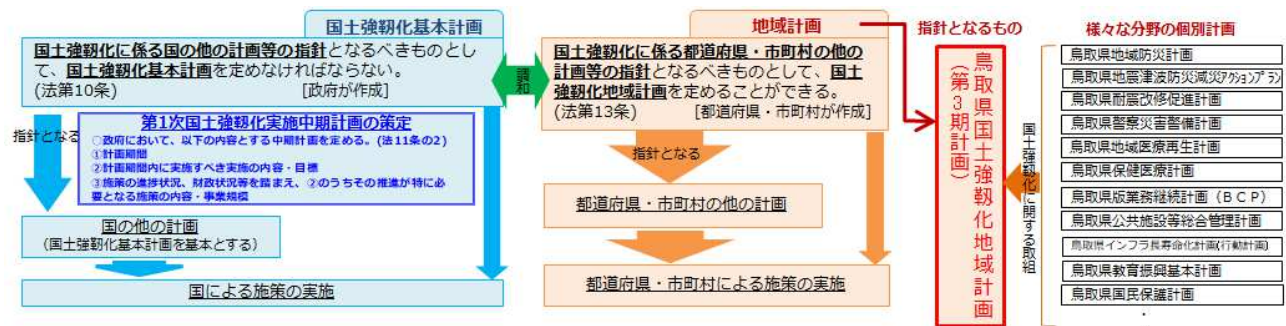 国土強靱化基本計画
国土強靱化に係る国の他の計画等の指針となるべきものとし
て、国土強靱化基本計画を定めなければならない。
(法第10条) [政府が作成]
指針となる
第1次国土強靱化実施中期計画の策定
○政府において、以下の内容とする中期計画を定める。(法11条の2)
①計画期間
②計画期間内に実施すべき実施の内容・目標
③施策の進捗状況、財政状況等を踏まえ、②のうちその推進が特に必
要となる施策の内容・事業規模
国の他の計画
(国土強靱化基本計画を基本とする)
国による施策の実施
調和
地域計画
国土強靱化に係る都道府県・市町村の他の
計画等の指針となるべきものとして、国土
強靱化地域計画を定めることができる。
(法第13条) [都道府県・市町村が作成]
指針となる
都道府県・市町村の他の計画
都道府県・市町村による施策の実施
指針となるもの
鳥取県国土強靱化地域計画
(第3期計画)
国土強靱化に関する取組
様々な分野の個別計画
鳥取県地域防災計画
鳥取県地震津波防災減災アクションプラン
鳥取県耐震改修促進計画
鳥取県警察災害警備計画
鳥取県地域医療再生計画
鳥取県保健医療計画
鳥取県版業務継続計画(BCP)
鳥取県公共施設等総合管理計画
鳥取県インフラ長寿命化計画(行動計画)
鳥取県教育振興基本計画
鳥取県国民保護計画
・